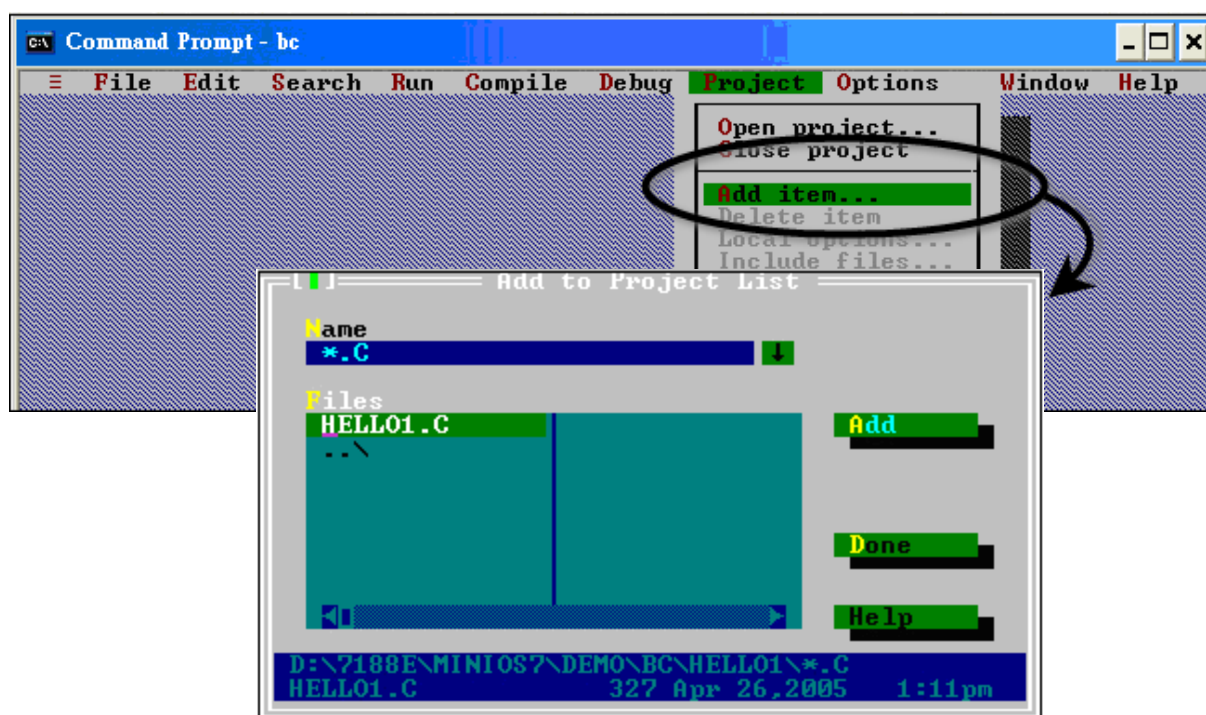 Command Prompt - bc
≡ File Edit Search Run Compile Debug Project Options Window Help
Open project...
Close project
Add item...
Delete item
Local options...
Include files...
Add to Project List
Name
*.C
Files
HELLO1.C
..\
Add
Done
Help
D:\7188E\MINIOS7\DEMO\BC\HELLO1\*.C
HELLO1.C 327 Apr 26,2005 1:11pm